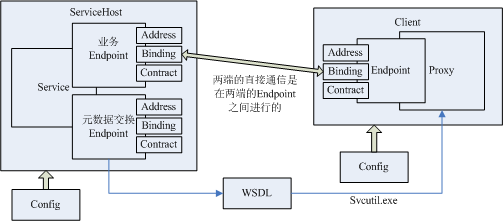 ServiceHost
业务
Endpoint
Address
Binding
Contract
Service
元数据交换
Endpoint
Address
Binding
Contract
Config
两端的直接通信是
在两端的Endpoint
之间进行的
Client
Address
Binding
Contract
Endpoint
Proxy
Config
WSDL
Svcutil.exe